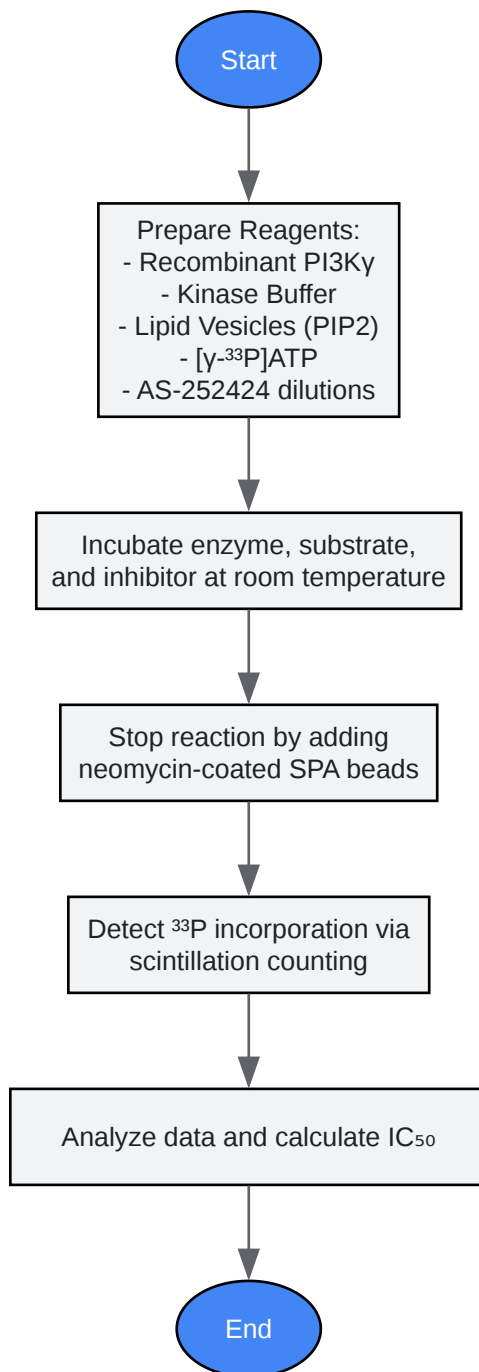 Start
Prepare Reagents:
- Recombinant PI3Kγ
- Kinase Buffer
- Lipid Vesicles (PIP2)
- [γ-³³P]ATP
- AS-252424 dilutions
Incubate enzyme, substrate,
and inhibitor at room temperature
Stop reaction by adding
neomycin-coated SPA beads
Detect ³³P incorporation via
scintillation counting
Analyze data and calculate IC₅₀
End